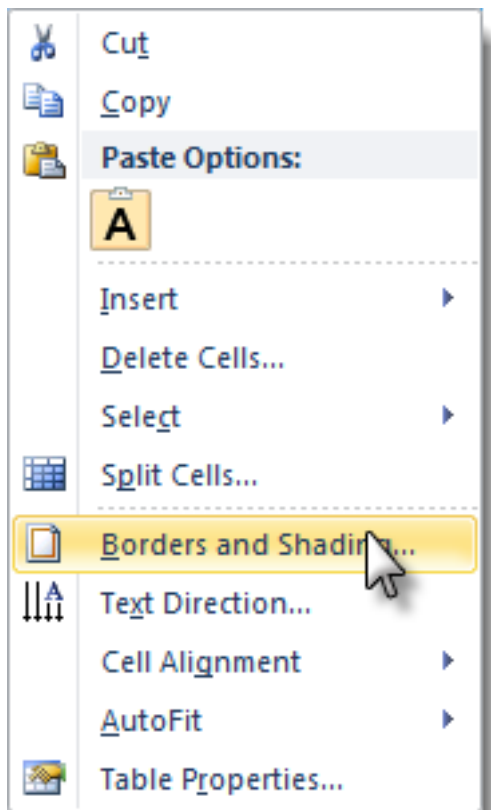 Cut
Copy
Paste Options:
A
Insert
Delete Cells...
Select
Split Cells...
Borders and Shading...
Text Direction...
Cell Alignment
AutoFit
Table Properties...